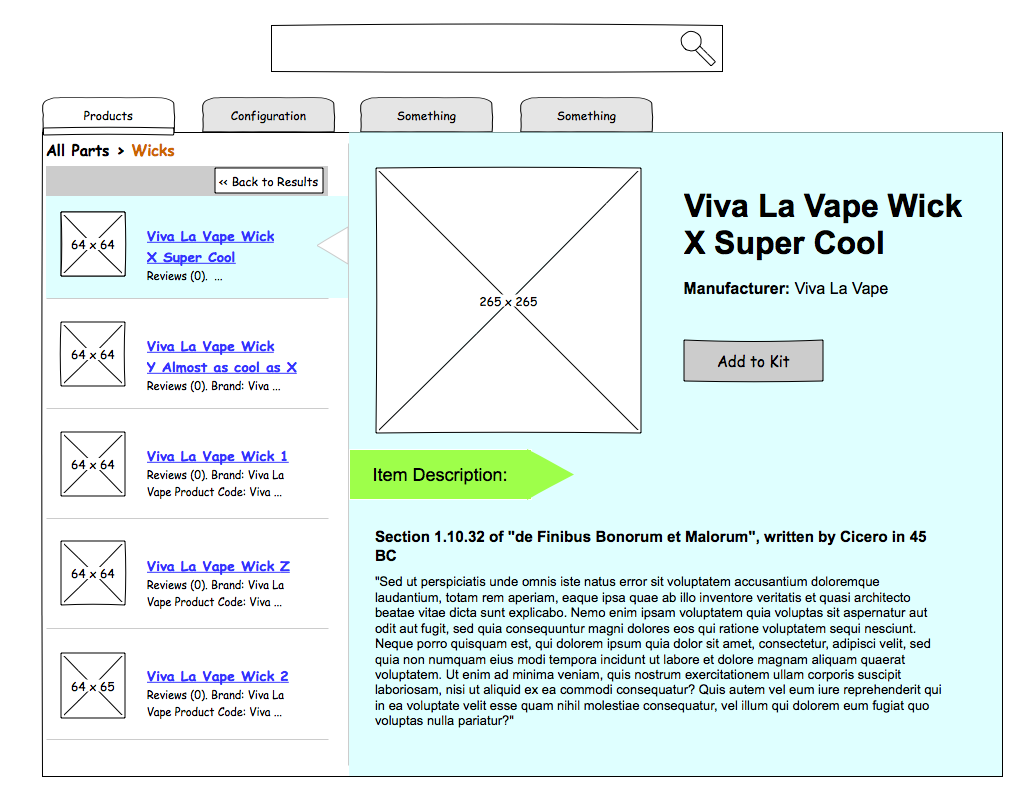 Products
Configuration
Something
Something
All Parts > Wicks
<< Back to Results
64 x 64
Viva La Vape Wick
X Super Cool
Reviews (0).  ...
64 x 64
Viva La Vape Wick
Y Almost as cool as X
Reviews (0). Brand: Viva ...
64 x 64
Viva La Vape Wick 1
Reviews (0). Brand: Viva La
Vape Product Code: Viva ...
64 x 64
Viva La Vape Wick Z
Reviews (0). Brand: Viva La
Vape Product Code: Viva ...
64 x 65
Viva La Vape Wick 2
Reviews (0). Brand: Viva La
Vape Product Code: Viva ...
265 x 265
Viva La Vape Wick
X Super Cool
Manufacturer: Viva La Vape
Add to Kit
Item Description:
Section 1.10.32 of "de Finibus Bonorum et Malorum", written by Cicero in 45
BC
"Sed ut perspiciatis unde omnis iste natus error sit voluptatem accusantium doloremque
laudantium, totam rem aperiam, eaque ipsa quae ab illo inventore veritatis et quasi architecto
beatae vitae dicta sunt explicabo. Nemo enim ipsam voluptatem quia voluptas sit aspernatur aut
odit aut fugit, sed quia consequuntur magni dolores eos qui ratione voluptatem sequi nesciunt.
Neque porro quisquam est, qui dolorem ipsum quia dolor sit amet, consectetur, adipisci velit, sed
quia non numquam eius modi tempora incidunt ut labore et dolore magnam aliquam quaerat
voluptatem. Ut enim ad minima veniam, quis nostrum exercitationem ullam corporis suscipit
laboriosam, nisi ut aliquid ex ea commodi consequatur? Quis autem vel eum iure reprehenderit qui
in ea voluptate velit esse quam nihil molestiae consequatur, vel illum qui dolorem eum fugiat quo
voluptas nulla pariatur?"